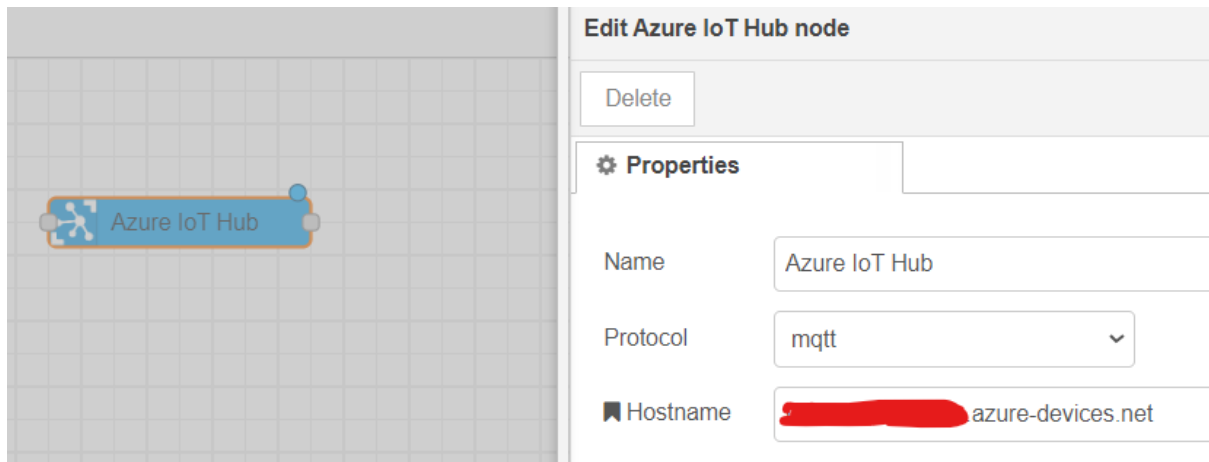 Edit Azure IoT Hub node
Delete
Properties
Azure IoT Hub
Name
Azure IoT Hub
Protocol
mqtt
Hostname
.azure-devices.net